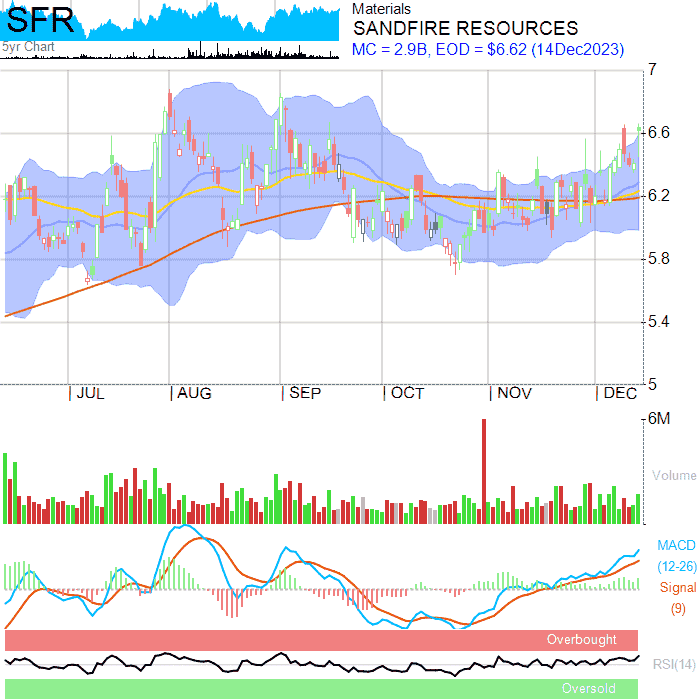 SFR
5yr Chart
Materials
SANDFIRE RESOURCES
MC = 2.9B, EOD = $6.62 (14Dec2023)
7
6.6
6.2
5.8
5.4
5
JUL
AUG
SEP
OCT
NOV
DEC
6M
Volume
MACD
(12-26)
Signal
(9)
Overbought
RSI(14)
Oversold